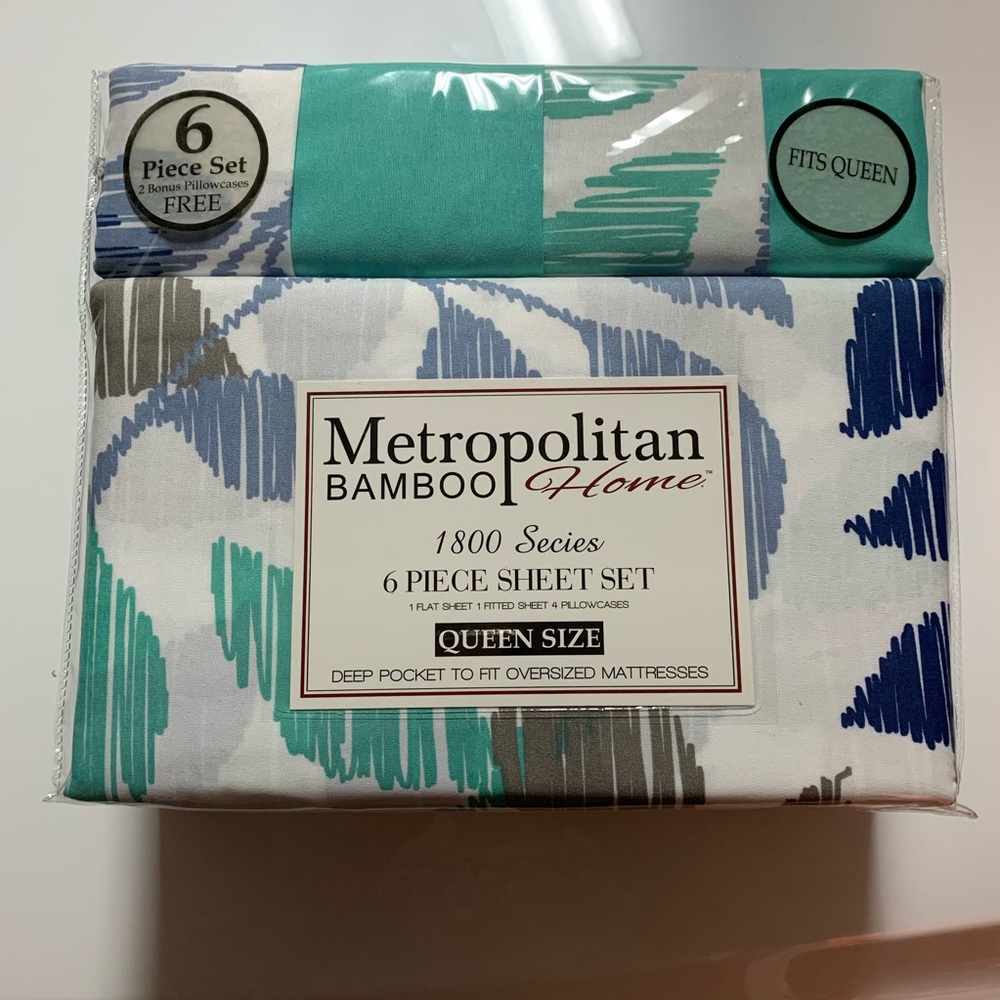 6
Piece Set
2 Bonus Pillowcases
FREE
FITS QUEEN
Metropolitan
BAMBOO Home™
1800 Secies
6 PIECE SHEET SET
1 FLAT SHEET 1 FITTED SHEET 4 PILLOWCASES
QUEEN SIZE
DEEP POCKET TO FIT OVERSIZED MATTRESSES